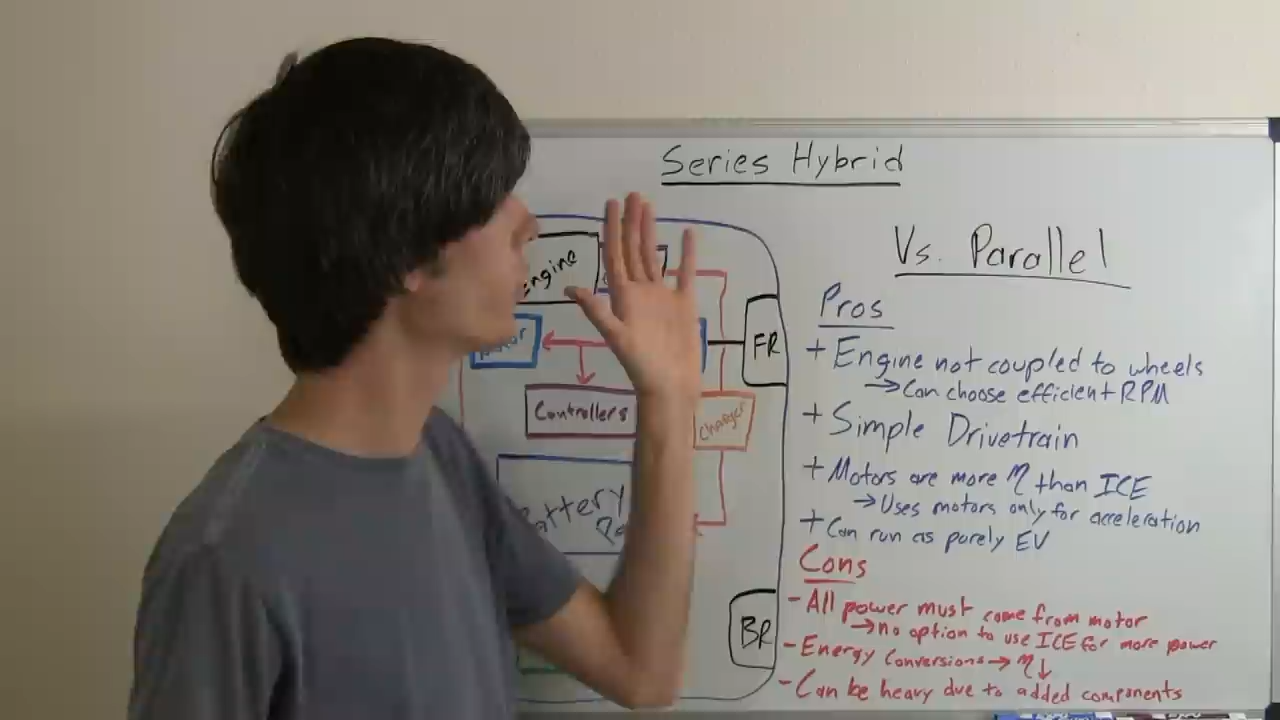 Series Hybrid
Vs. Parallel
Engine
FR
Controllers
Charger
BR
Pros
+ Engine not coupled to wheels
→ Can choose efficient RPM
+ Simple Drivetrain
+ Motors are more η than ICE
→ Uses motors only for acceleration
+ Can run as purely EV
Cons
- All power must come from motor
→ No option to use ICE for more power
- Energy Conversions → η↓
- Can be heavy due to added components